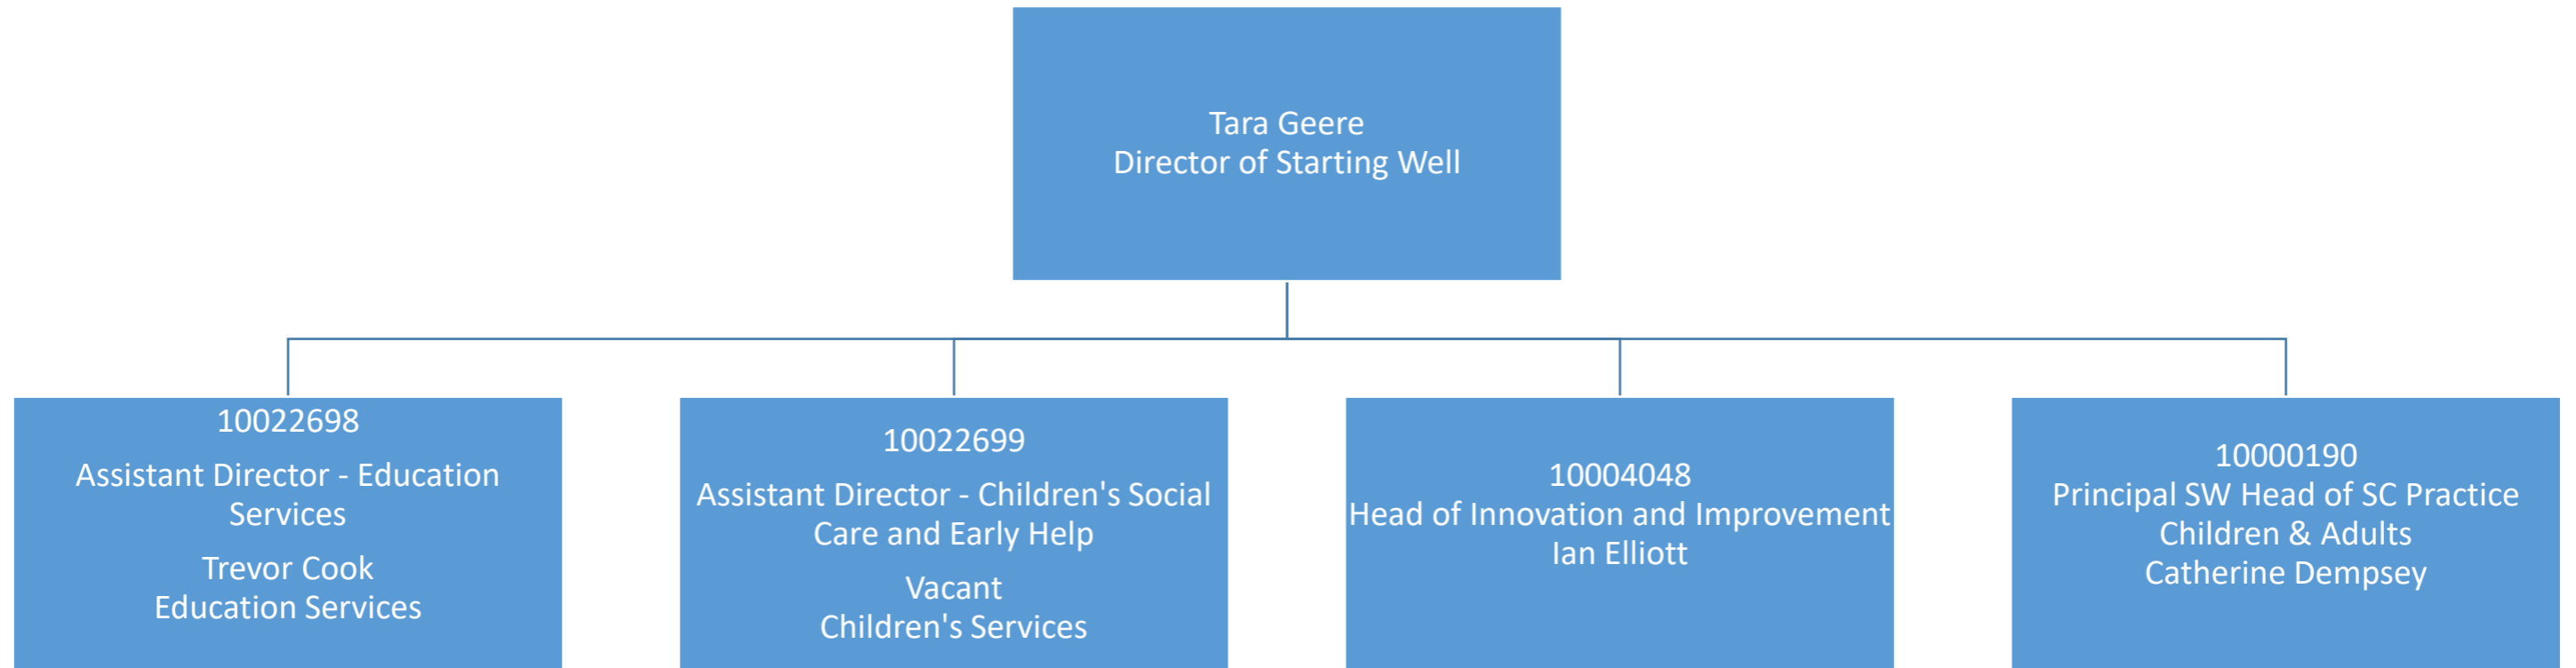 Tara Geere
Director of Starting Well
10022698
Assistant Director - Education
Services
Trevor Cook
Education Services
10022699
Assistant Director - Children's Social
Care and Early Help
Vacant
Children's Services
10004048
Head of Innovation and Improvement
Ian Elliott
10000190
Principal SW Head of SC Practice
Children & Adults
Catherine Dempsey